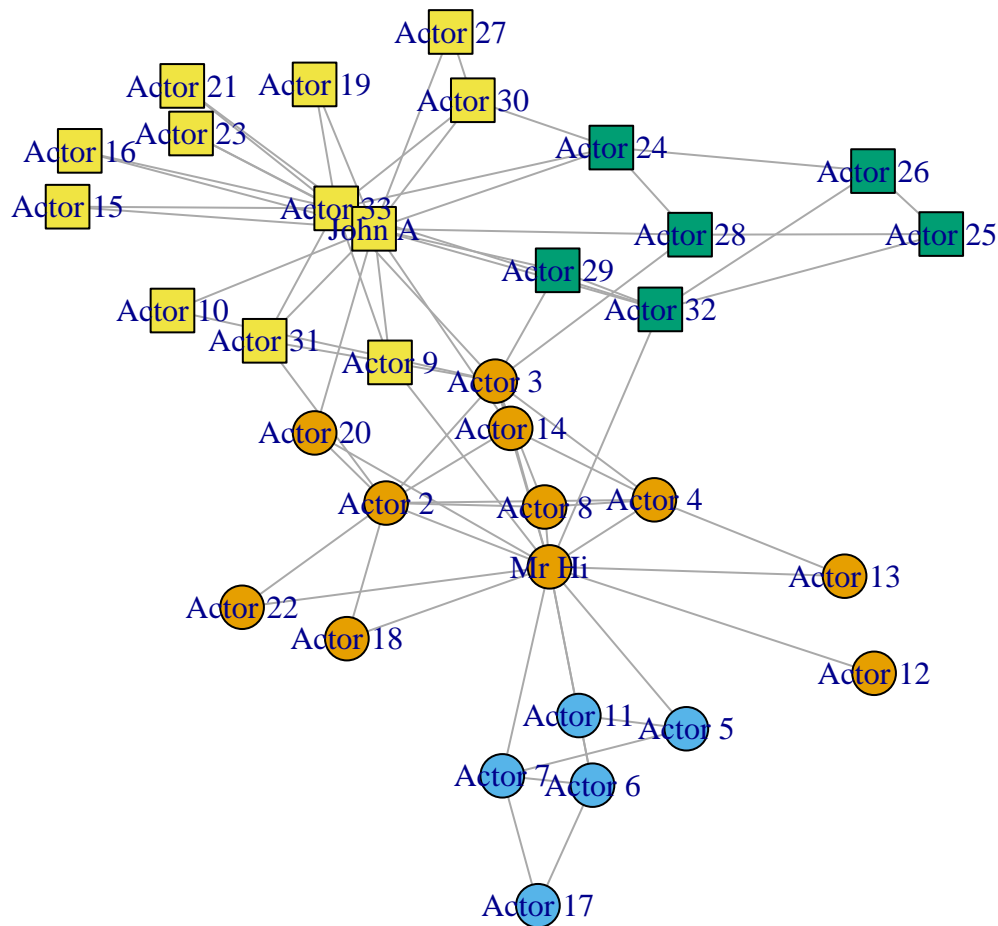 Actor 27
Actor 21
Actor 19
Actor 30
Actor 23
Actor 16
Actor 24
Actor 26
Actor 15
Actor 33
John A
Actor 28
Actor 25
Actor 29
Actor 10
Actor 32
Actor 31
Actor 9
Actor 3
Actor 20
Actor 14
Actor 2
Actor 8
Actor 4
Mr Hi
Actor 13
Actor 22
Actor 18
Actor 12
Actor 11
Actor 5
Actor 7
Actor 6
Actor 17